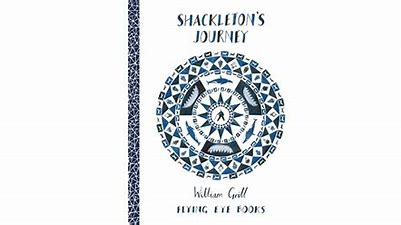 SHACKLETON'S
JOURNEY
William Grill
FLYING EYE BOOKS